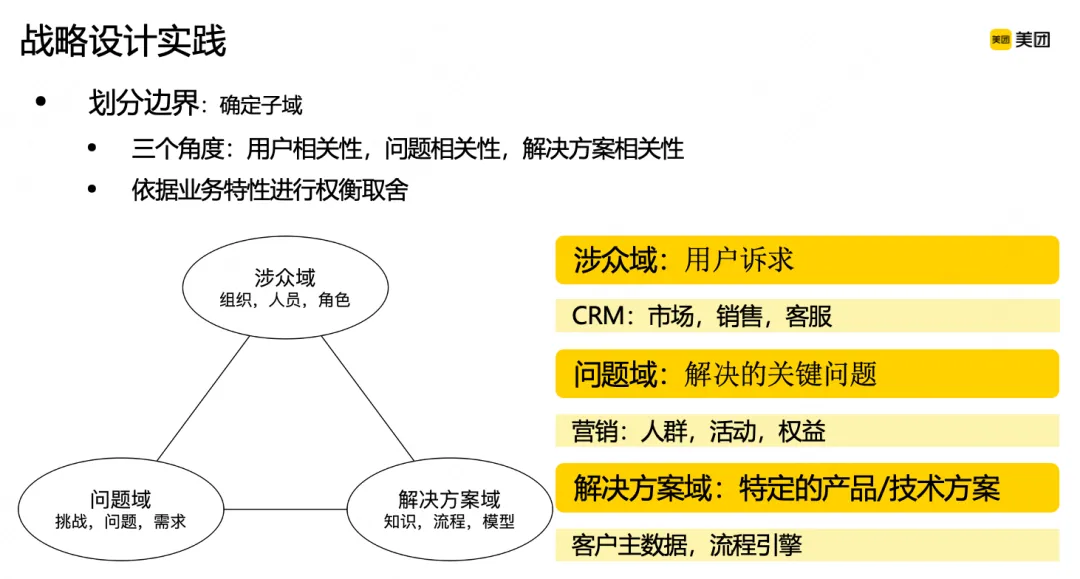 战略设计实践
美团 美团
• 划分边界：确定子域
• 三个角度：用户相关性，问题相关性，解决方案相关性
• 依据业务特性进行权衡取舍
涉众域
组织，人员，角色
问题域
挑战，问题，需求
解决方案域
知识，流程，模型
涉众域：用户诉求
CRM：市场，销售，客服
问题域：解决的关键问题
营销：人群，活动，权益
解决方案域：特定的产品/技术方案
客户主数据，流程引擎